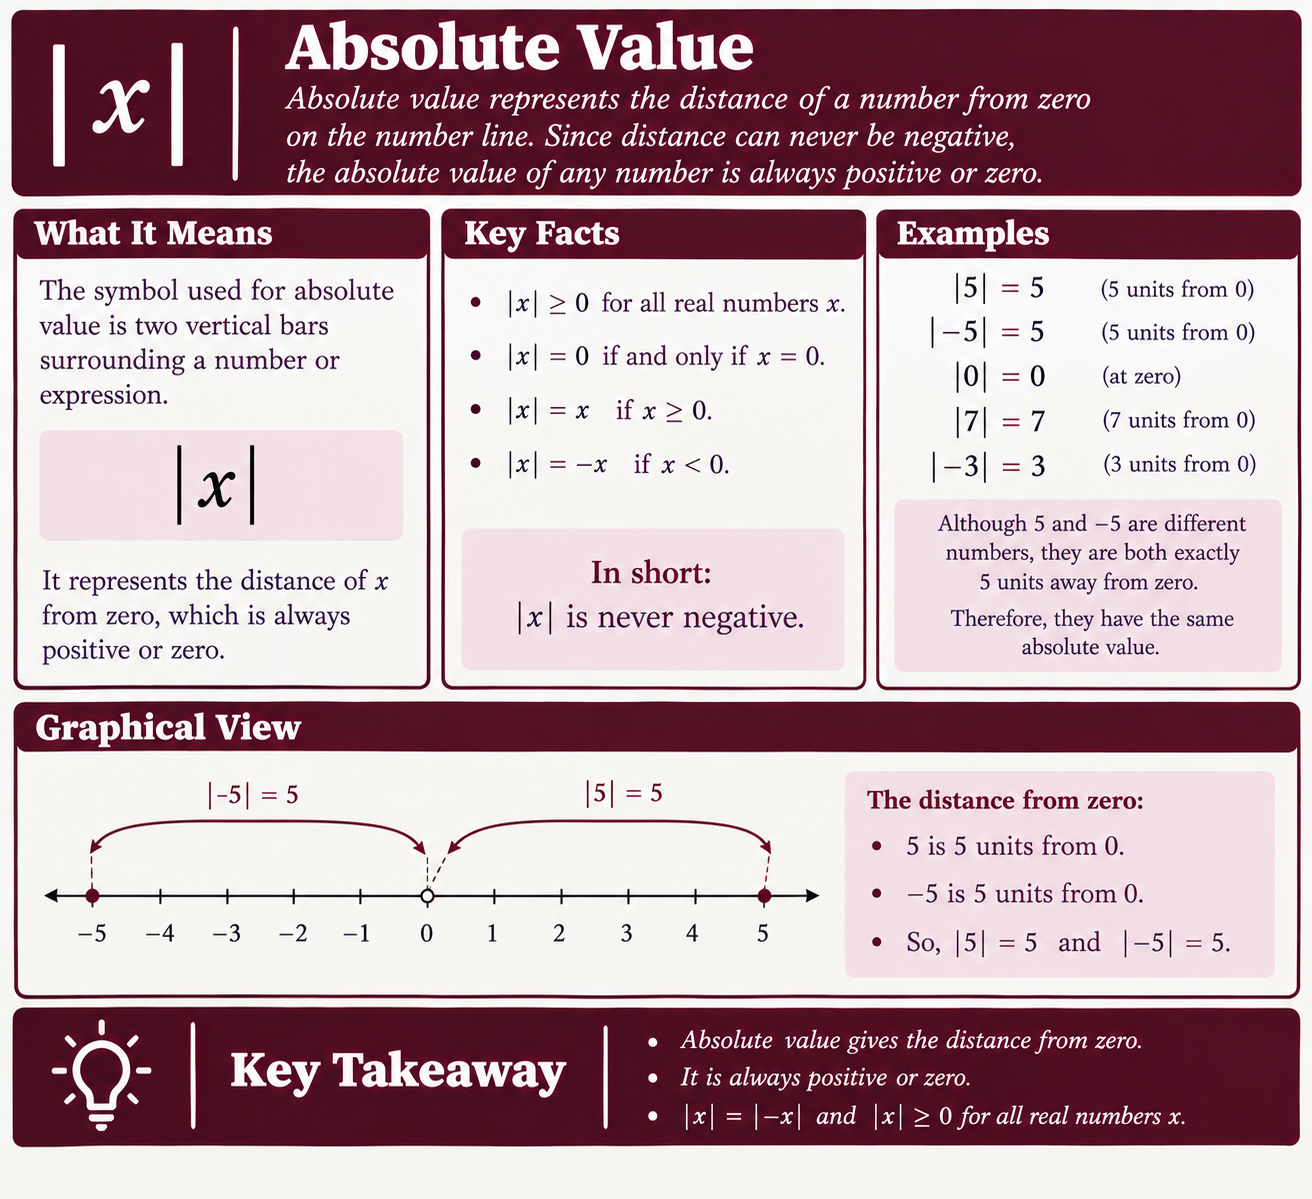 |x|
Absolute Value
Absolute value represents the distance of a number from zero
on the number line. Since distance can never be negative,
the absolute value of any number is always positive or zero.
What It Means
The symbol used for absolute
value is two vertical bars
surrounding a number or
expression.
|x|
It represents the distance of x
from zero, which is always
positive or zero.
Key Facts
• |x| ≥ 0 for all real numbers x.
• |x| = 0 if and only if x = 0.
• |x| = x if x ≥ 0.
• |x| = −x if x < 0.
In short:
|x| is never negative.
Examples
|5| = 5 (5 units from 0)
|−5| = 5 (5 units from 0)
|0| = 0 (at zero)
|7| = 7 (7 units from 0)
|−3| = 3 (3 units from 0)
Although 5 and −5 are different
numbers, they are both exactly
5 units away from zero.
Therefore, they have the same
absolute value.
Graphical View
|-5| = 5 |5| = 5
−5 −4 −3 −2 −1 0 1 2 3 4 5
The distance from zero:
• 5 is 5 units from 0.
• −5 is 5 units from 0.
• So, |5| = 5 and |−5| = 5.
Key Takeaway
• Absolute value gives the distance from zero.
• It is always positive or zero.
• |x| = |−x| and |x| ≥ 0 for all real numbers x.